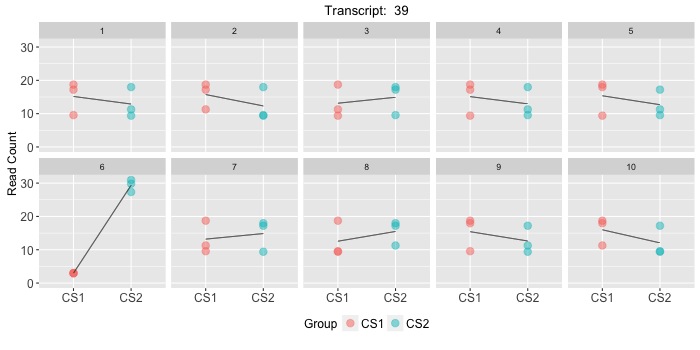 Transcript: 39
1 2 3 4 5
30
20
10
0
6 7 8 9 10
30
20
10
0
Read Count
CS1 CS2 CS1 CS2 CS1 CS2 CS1 CS2 CS1 CS2
Group CS1 CS2